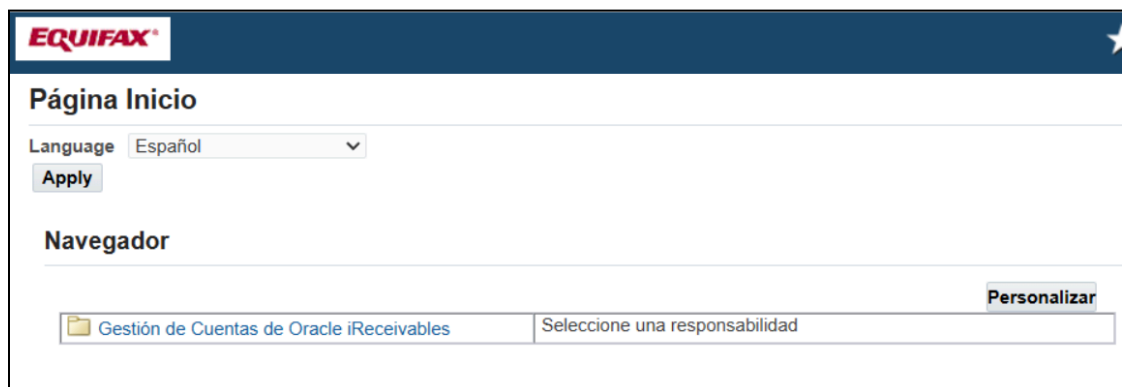 EQUIFAX®
Página Inicio
Language Español
Apply
Navegador
Personalizar
Gestión de Cuentas de Oracle iReceivables Seleccione una responsabilidad